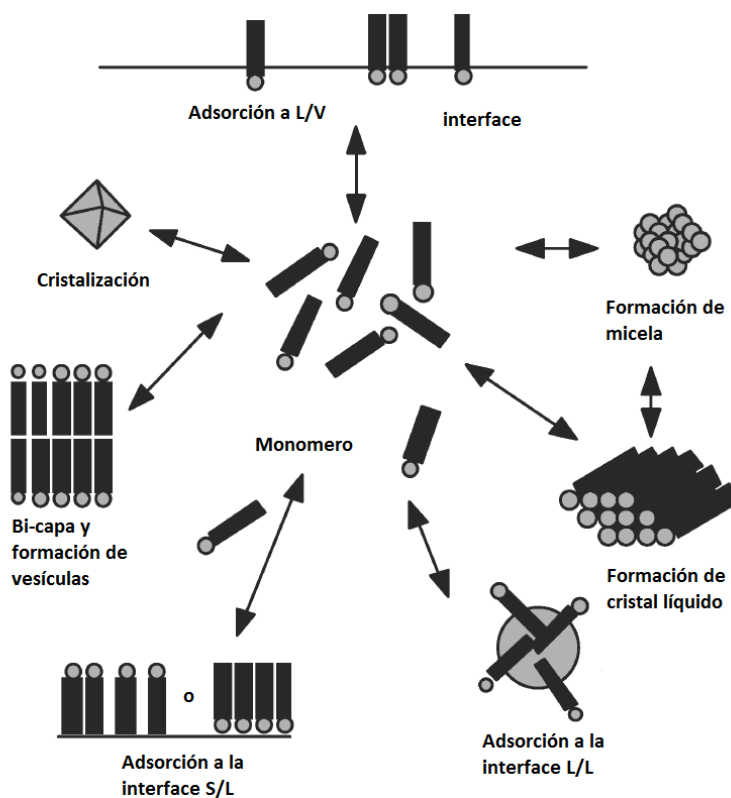 Adsorción a L/V
interface
Cristalización
Formación de
micela
Monomero
Bi-capa y
formación de
vesículas
Formación de
cristal líquido
o
Adsorción a la
interface S/L
Adsorción a la
interface L/L